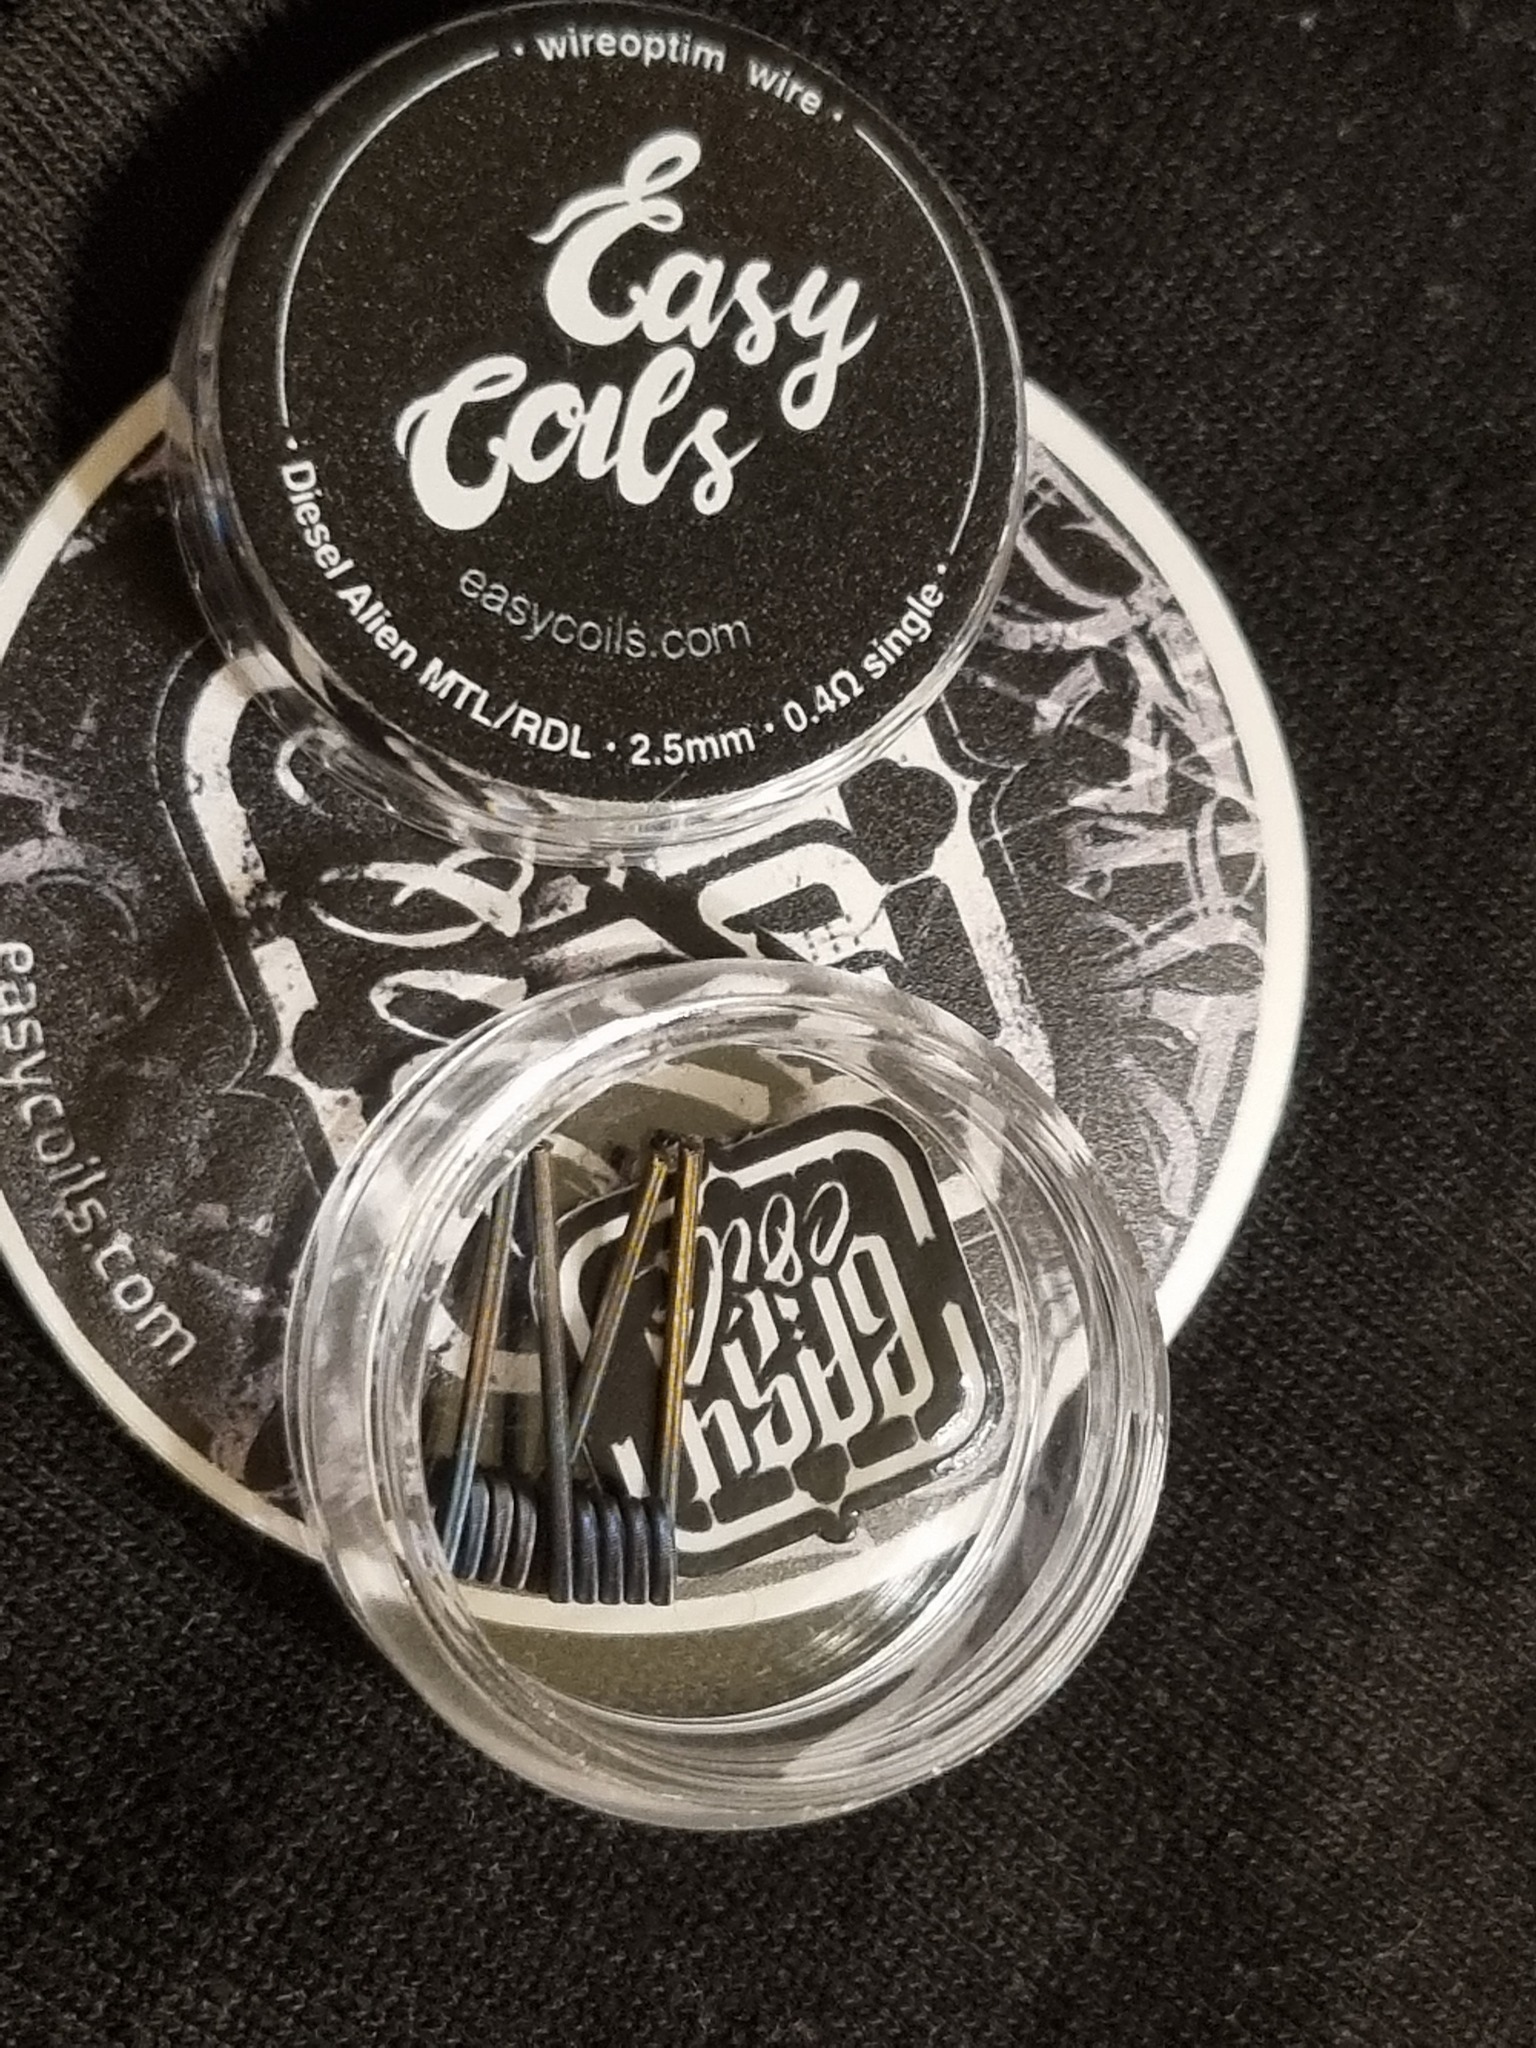 • wireoptim wire •
Easy
Coils
easycoils.com
• Diesel Alien MTL/RDL • 2.5mm • 0.4Ω single •
easycoils.com